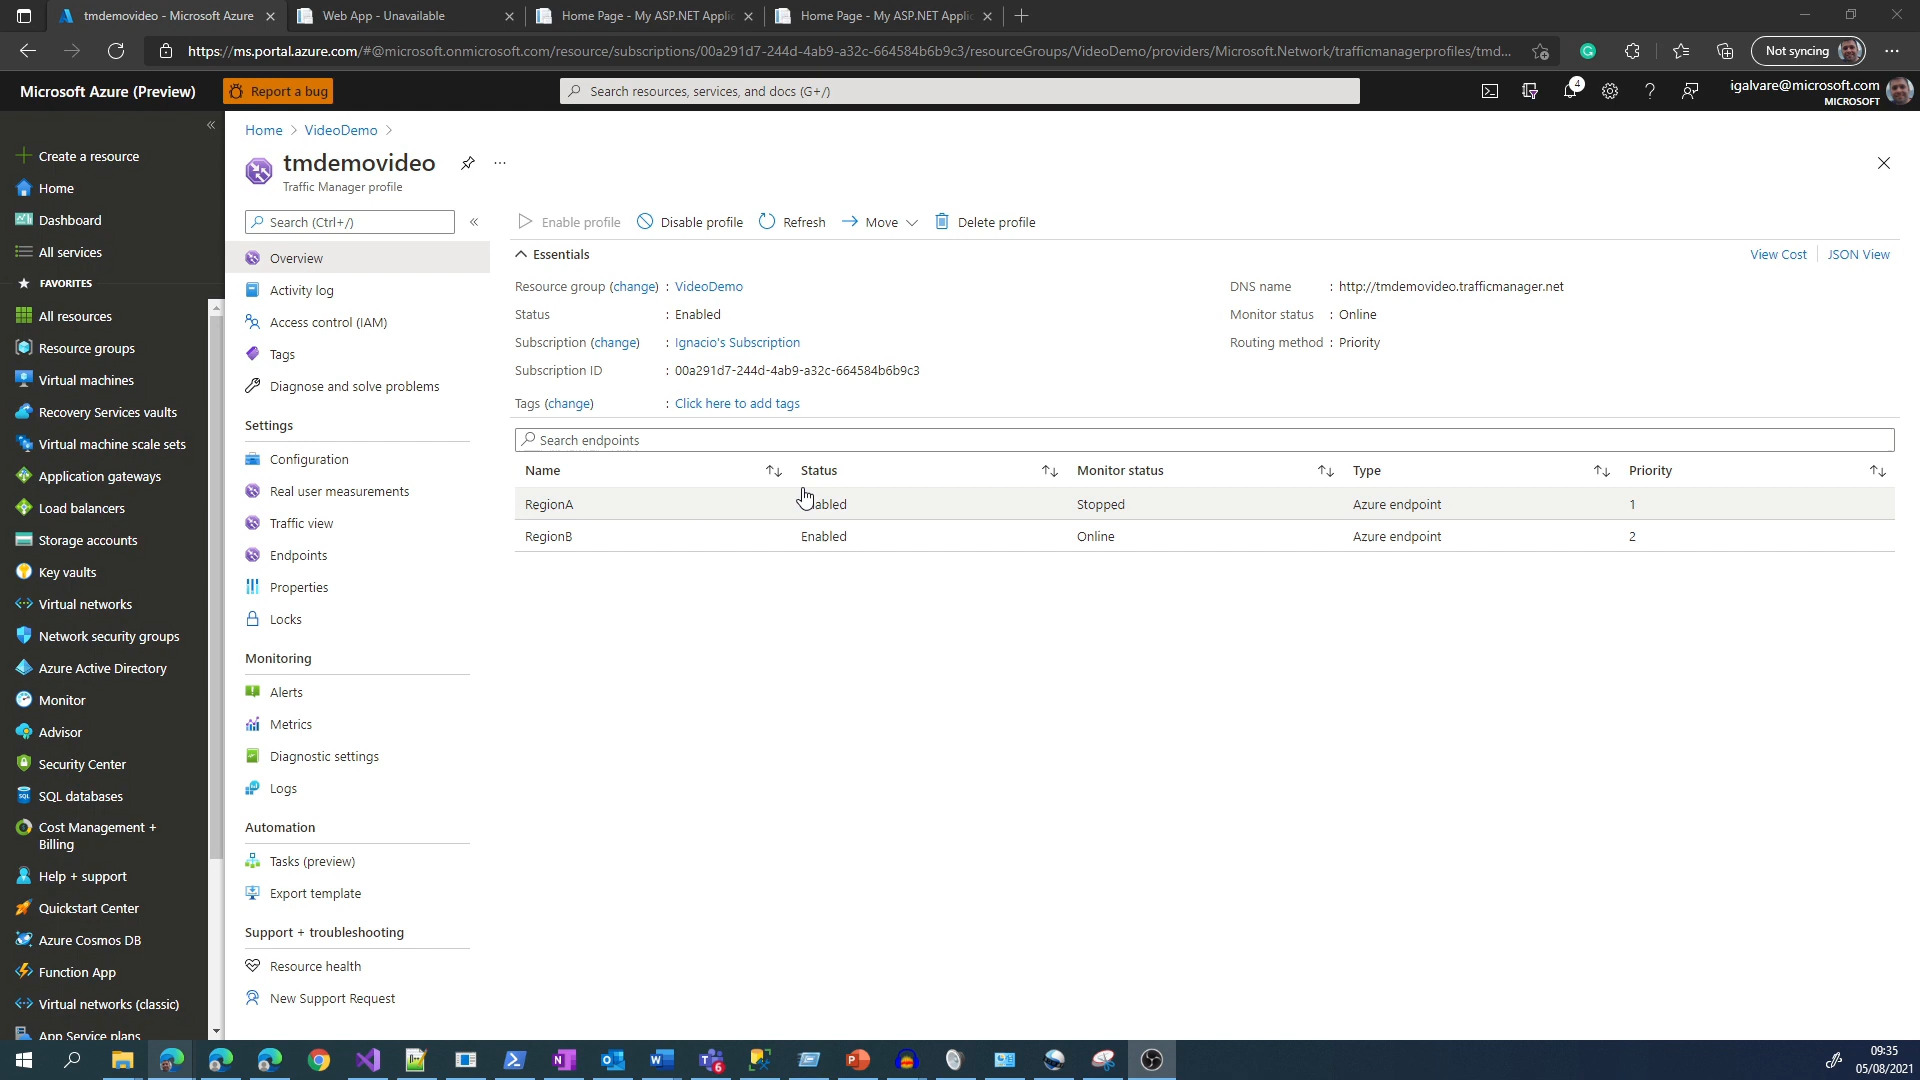 tmdemovideo - Microsoft Azure
Web App - Unavailable
Home Page - My ASP.NET Applic
Home Page - My ASP.NET Applic
https://ms.portal.azure.com/#@microsoft.onmicrosoft.com/resource/subscriptions/00a291d7-244d-4ab9-a32c-664584b6b9c3/resourceGroups/VideoDemo/providers/Microsoft.Network/trafficmanagerprofiles/tmd...
Not syncing
Microsoft Azure (Preview)
Report a bug
Search resources, services, and docs (G+/)
4
igalvare@microsoft.com
MICROSOFT
Create a resource
Home
Dashboard
All services
FAVORITES
All resources
Resource groups
Virtual machines
Recovery Services vaults
Virtual machine scale sets
Application gateways
Load balancers
Storage accounts
Key vaults
Virtual networks
Network security groups
Azure Active Directory
Monitor
Advisor
Security Center
SQL databases
Cost Management +
Billing
Help + support
Quickstart Center
Azure Cosmos DB
Function App
Virtual networks (classic)
App Service plans
Home > VideoDemo >
tmdemovideo
Traffic Manager profile
Search (Ctrl+/)
Overview
Activity log
Access control (IAM)
Tags
Diagnose and solve problems
Settings
Configuration
Real user measurements
Traffic view
Endpoints
Properties
Locks
Monitoring
Alerts
Metrics
Diagnostic settings
Logs
Automation
Tasks (preview)
Export template
Support + troubleshooting
Resource health
New Support Request
Enable profile Disable profile Refresh Move Delete profile
Essentials
View Cost JSON View
Resource group (change) : VideoDemo
Status : Enabled
Subscription (change) : Ignacio's Subscription
Subscription ID : 00a291d7-244d-4ab9-a32c-664584b6b9c3
Tags (change) : Click here to add tags
DNS name : http://tmdemovideo.trafficmanager.net
Monitor status : Online
Routing method : Priority
Search endpoints
Name Status Monitor status Type Priority
RegionA abled Stopped Azure endpoint 1
RegionB Enabled Online Azure endpoint 2
6
09:35
05/08/2021